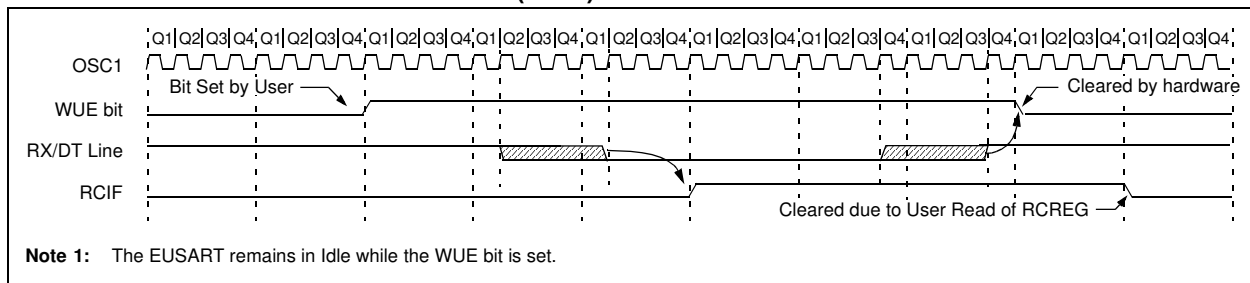 Q1 Q2 Q3 Q4 Q1 Q2 Q3 Q4 Q1 Q2 Q3 Q4 Q1 Q2 Q3 Q4 Q1 Q2 Q3 Q4 Q1 Q2 Q3 Q4 Q1 Q2 Q3 Q4 Q1 Q2 Q3 Q4 Q1 Q2 Q3 Q4 Q1 Q2 Q3 Q4
OSC1
Bit Set by User
Cleared by hardware
WUE bit
RX/DT Line
RCIF
Cleared due to User Read of RCREG
Note 1: The EUSART remains in Idle while the WUE bit is set.